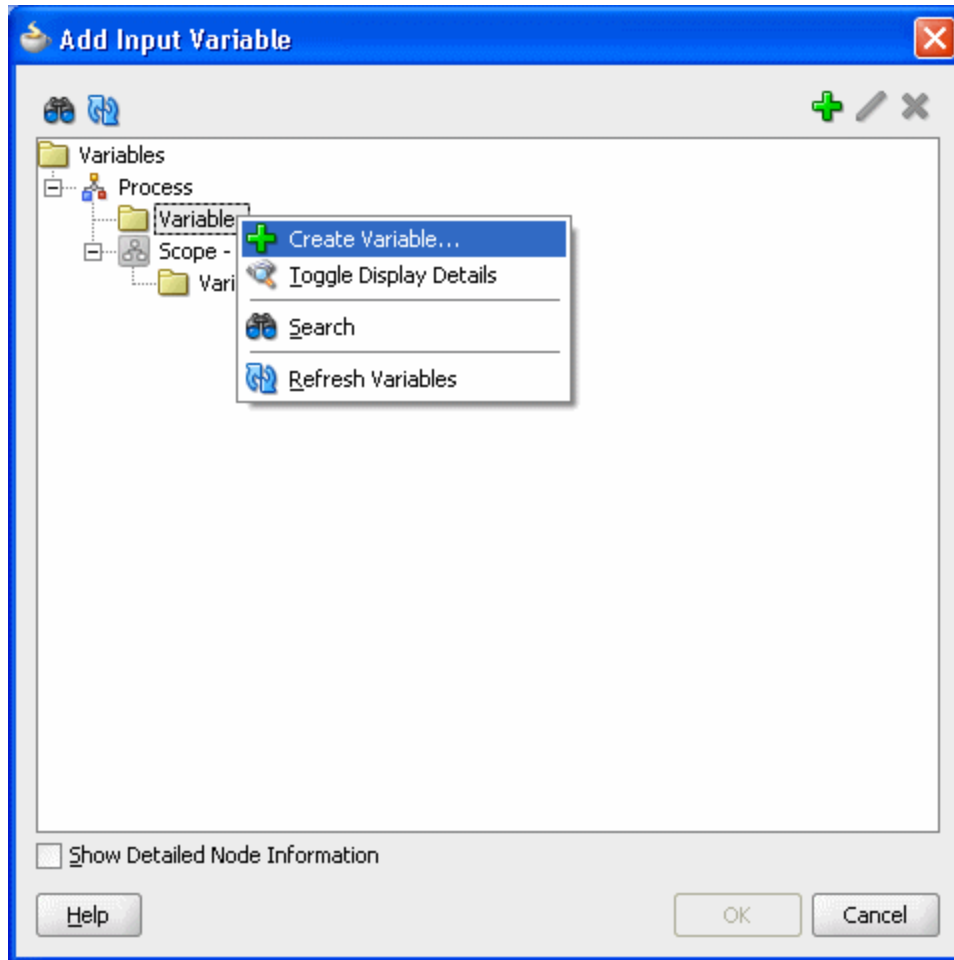 Add Input Variable
Variables
Process
Variable
Create Variable...
Scope -
Toggle Display Details
Vari
Search
Refresh Variables
Show Detailed Node Information
Help
OK
Cancel